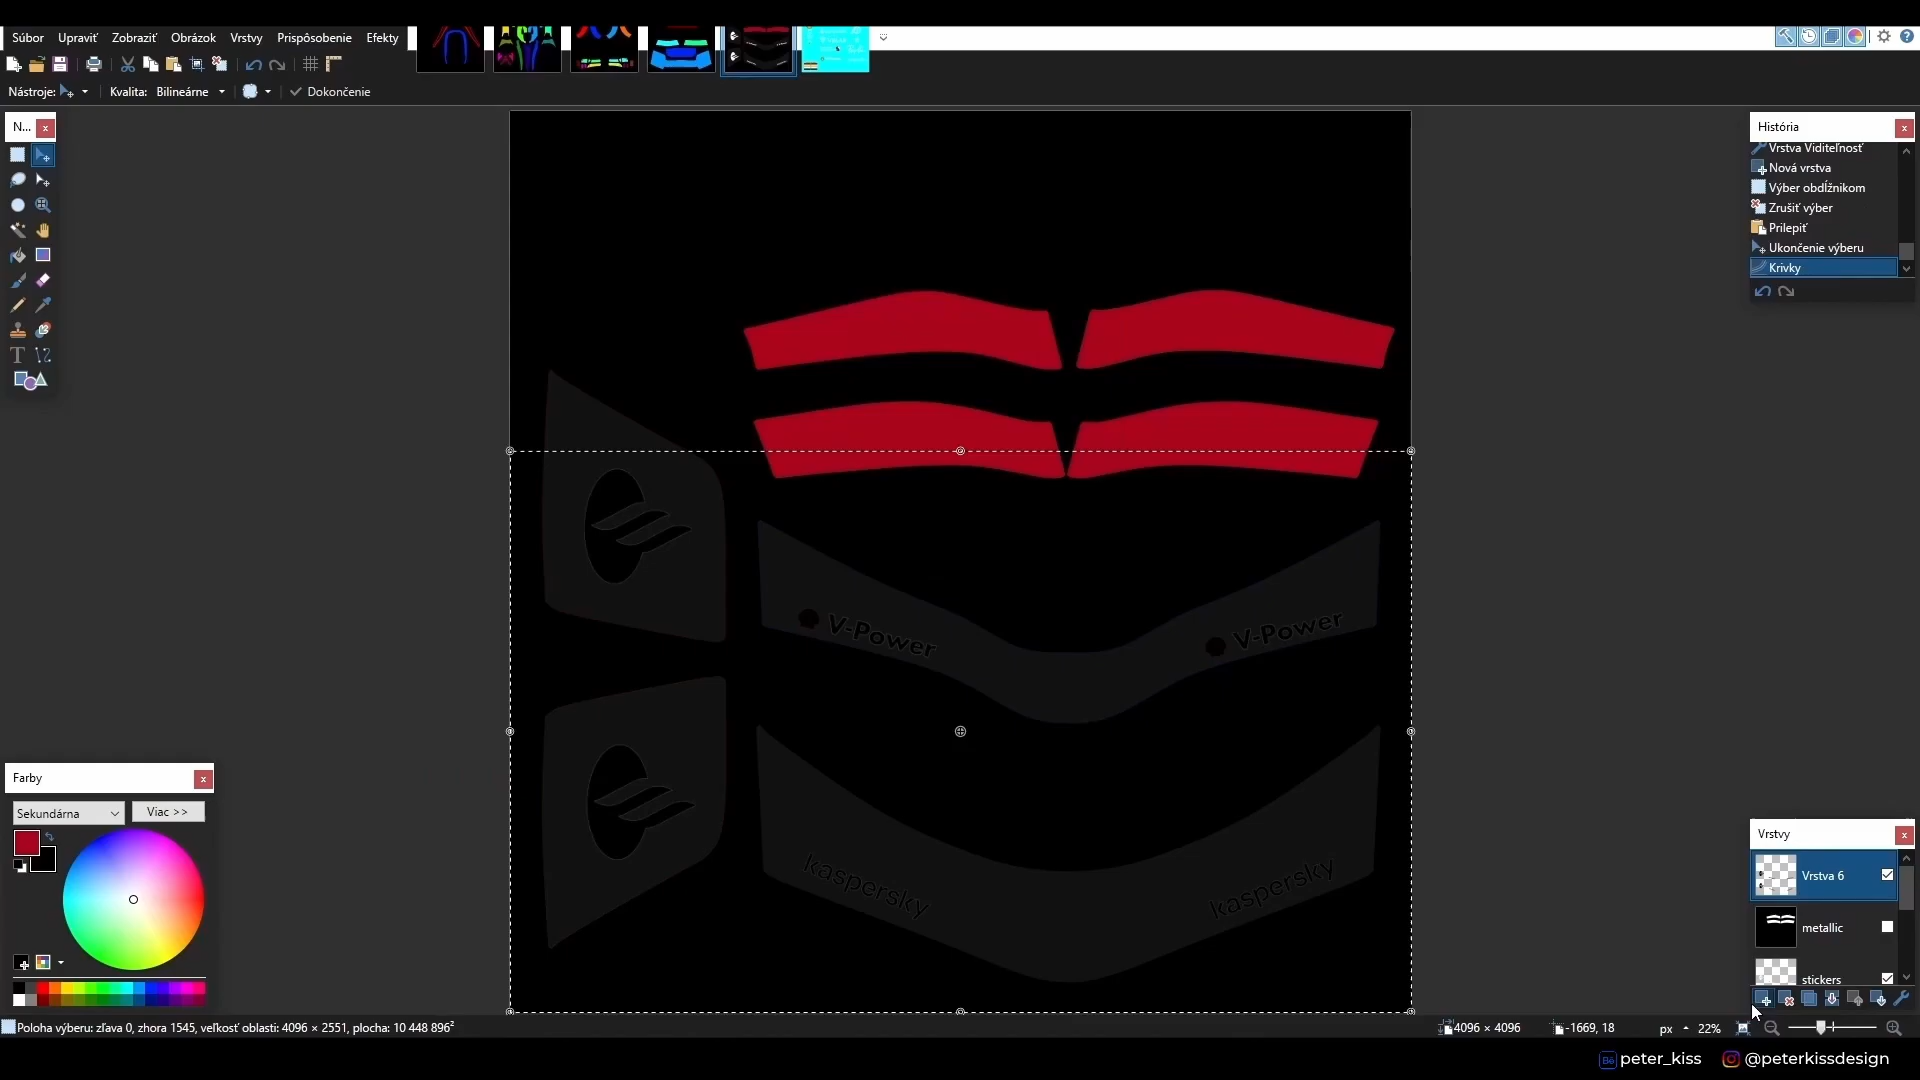 Súbor Upraviť Zobraziť Obrázok Vrstvy Prispôsobenie Efekty
Nástroje: Kvalita: Bilineárne Dokončenie
N...
História
Vrstva Viditeľnosť
Nová vrstva
Výber obdĺžnikom
Zrušiť výber
Prilepiť
Ukončenie výberu
Krivky
V-Power
V-Power
kaspersky
kaspersky
Farby
Sekundárna
Viac >>
Vrstvy
Vrstva 6
metallic
stickers
Poloha výberu: zľava 0, zhora 1545, veľkosť oblasti: 4096 × 2551, plocha: 10 448 896²
4096 × 4096
-1669, 18
px
22%
Bē peter_kiss @peterkissdesign